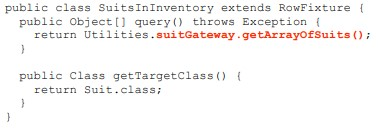 public class SuitsInInventory extends RowFixture {
  public Object[] query() throws Exception {
    return Utilities.suitGateway.getArrayOfSuits();
  }

  public Class getTargetClass() {
    return Suit.class;
  }
}